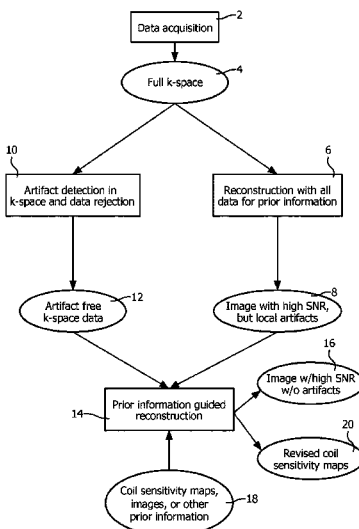 2
Data acquisition
4
Full k-space
10
6
Artifact detection in
k-space and data rejection
Reconstruction with all
data for prior information
12
8
Artifact free
k-space data
Image with high SNR,
but local artifacts
16
Image w/high SNR
w/o artifacts
14
Prior information guided
reconstruction
20
Revised coil
sensitivity maps
Coil sensitivity maps,
images, or other
prior information
18